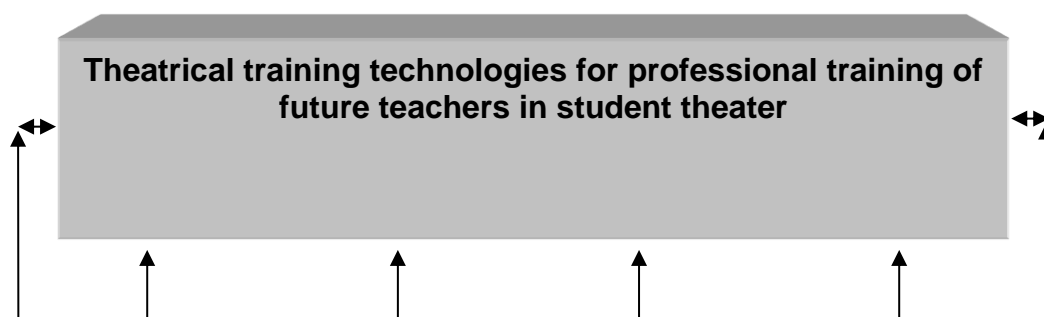 Theatrical training technologies for professional training of
future teachers in student theater